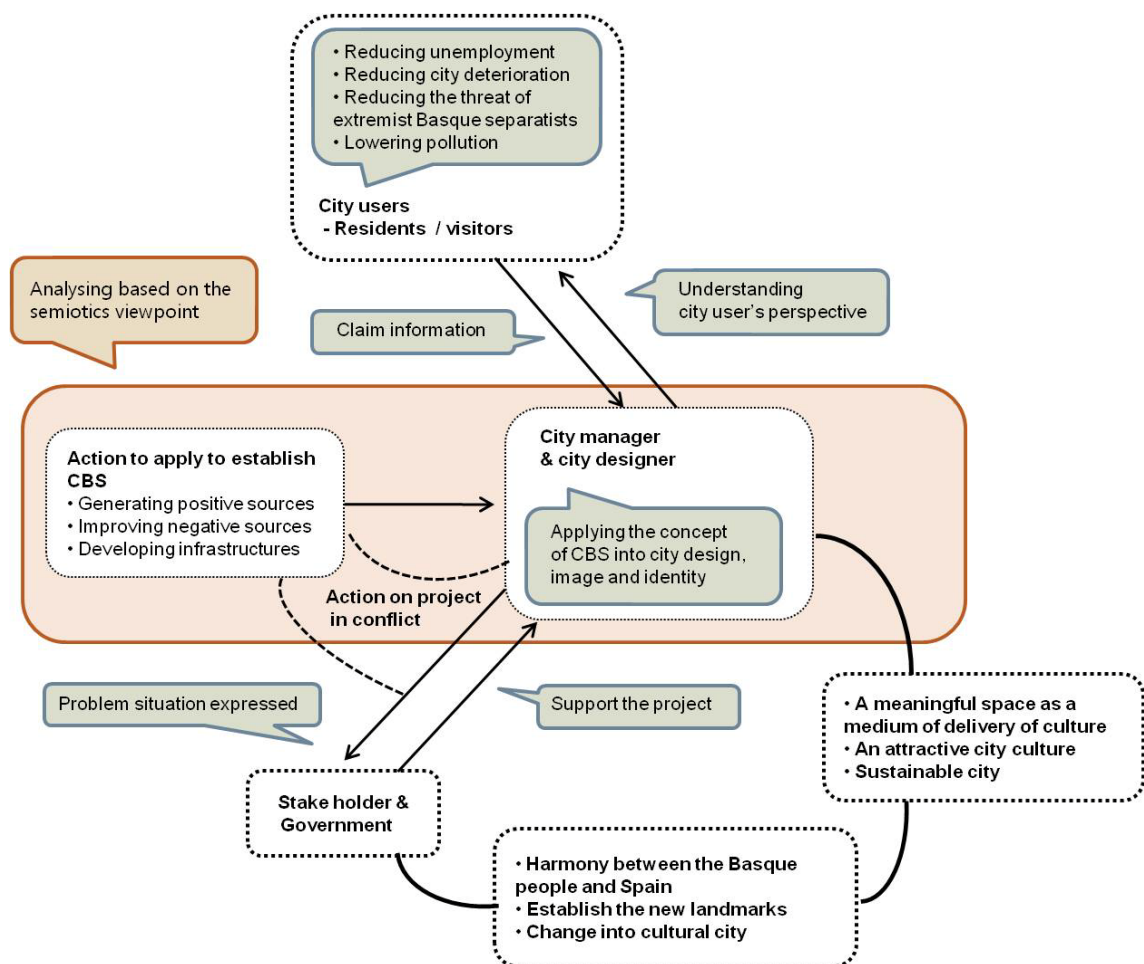 • Reducing unemployment
• Reducing city deterioration
• Reducing the threat of
extremist Basque separatists
• Lowering pollution
City users
- Residents / visitors
Analysing based on the
semiotics viewpoint
Claim information
Understanding
city user's perspective
Action to apply to establish
CBS
• Generating positive sources
• Improving negative sources
• Developing infrastructures
City manager
& city designer
Applying the concept
of CBS into city design,
image and identity
Action on project
in conflict
Problem situation expressed
Support the project
• A meaningful space as a
medium of delivery of culture
• An attractive city culture
• Sustainable city
Stake holder &
Government
• Harmony between the Basque
people and Spain
• Establish the new landmarks
• Change into cultural city